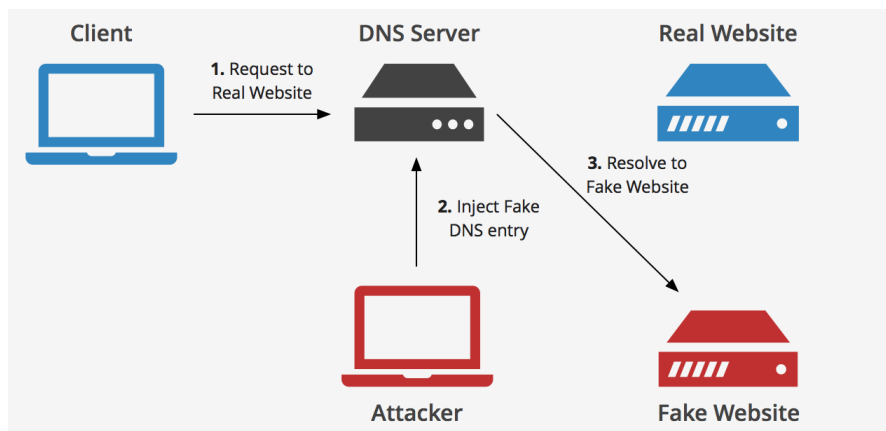 Client
DNS Server
Real Website
1. Request to
Real Website
3. Resolve to
Fake Website
2. Inject Fake
DNS entry
Attacker
Fake Website